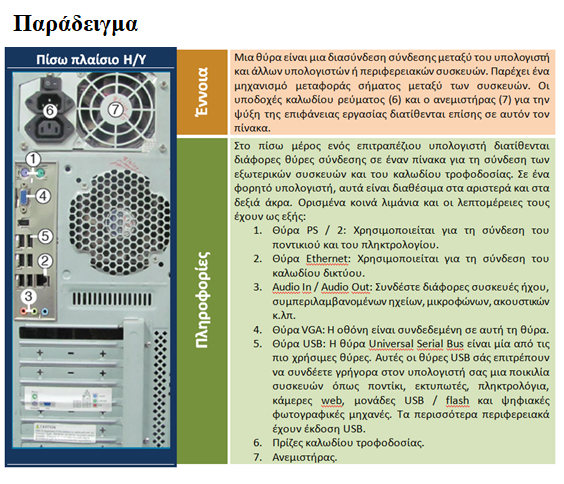 Παράδειγμα
Πίσω πλαίσιο Η/Υ
6
7
1
4
5
2
3
Έννοια
Μια θύρα είναι μια διασύνδεση σύνδεσης μεταξύ του υπολογιστή
και άλλων υπολογιστών ή περιφερειακών συσκευών. Παρέχει ένα
μηχανισμό μεταφοράς σήματος μεταξύ των συσκευών. Οι
υποδοχές καλωδίου ρεύματος (6) και ο ανεμιστήρας (7) για την
ψύξη της επιφάνειας εργασίας διατίθενται επίσης σε αυτόν τον
πίνακα.
Πληροφορίες
Στο πίσω μέρος ενός επιτραπέζιου υπολογιστή διατίθενται
διάφορες θύρες σύνδεσης σε έναν πίνακα για τη σύνδεση των
εξωτερικών συσκευών και του καλωδίου τροφοδοσίας. Σε ένα
φορητό υπολογιστή, αυτά είναι διαθέσιμα στα αριστερά και στα
δεξιά άκρα. Ορισμένα κοινά λιμάνια και οι λεπτομέρειες τους
έχουν ως εξής:
1. Θύρα PS / 2: Χρησιμοποιείται για τη σύνδεση του
ποντικιού και του πληκτρολογίου.
2. Θύρα Ethernet: Χρησιμοποιείται για τη σύνδεση του
καλωδίου δικτύου.
3. Audio In / Audio Out: Συνδέστε διάφορες συσκευές ήχου,
συμπεριλαμβανομένων ηχείων, μικροφώνων, ακουστικών
κ.λπ.
4. Θύρα VGA: Η οθόνη είναι συνδεδεμένη σε αυτή τη θύρα.
5. Θύρα USB: Η θύρα Universal Serial Bus είναι μία από τις
πιο χρήσιμες θύρες. Αυτές οι θύρες USB σάς επιτρέπουν
να συνδέετε γρήγορα στον υπολογιστή σας μια ποικιλία
συσκευών όπως ποντίκι, εκτυπωτές, πληκτρολόγια,
κάμερες web, μονάδες USB / flash και ψηφιακές
φωτογραφικές μηχανές. Τα περισσότερα περιφερειακά
έχουν έκδοση USB.
6. Πρίζες καλωδίου τροφοδοσίας.
7. Ανεμιστήρας.